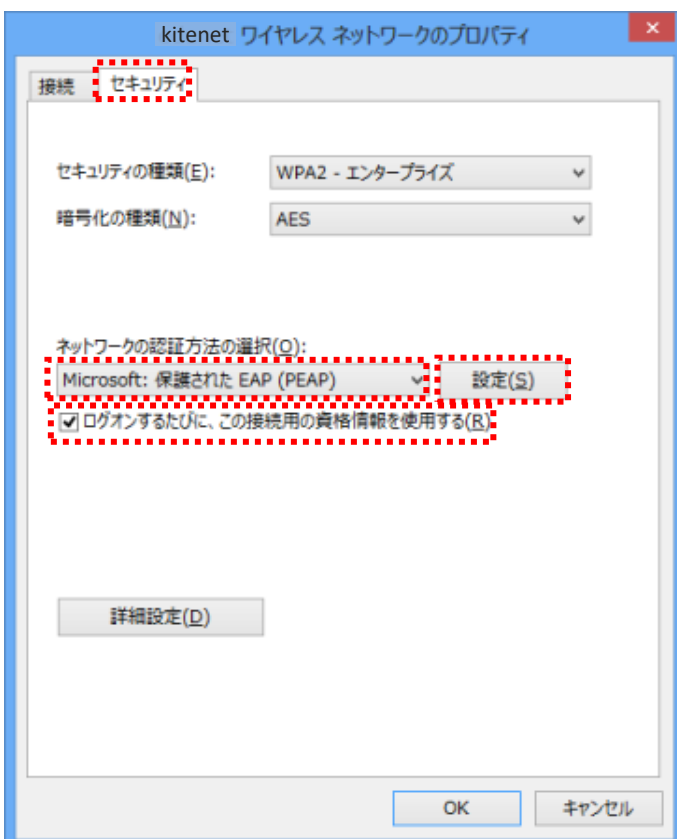 kitenet ワイヤレス ネットワークのプロパティ
接続 セキュリティ
セキュリティの種類(E): WPA2 - エンタープライズ
暗号化の種類(N): AES
ネットワークの認証方法の選択(O):
Microsoft: 保護された EAP (PEAP) 設定(S)
ログオンするたびに、この接続用の資格情報を使用する(R)
詳細設定(D)
OK キャンセル